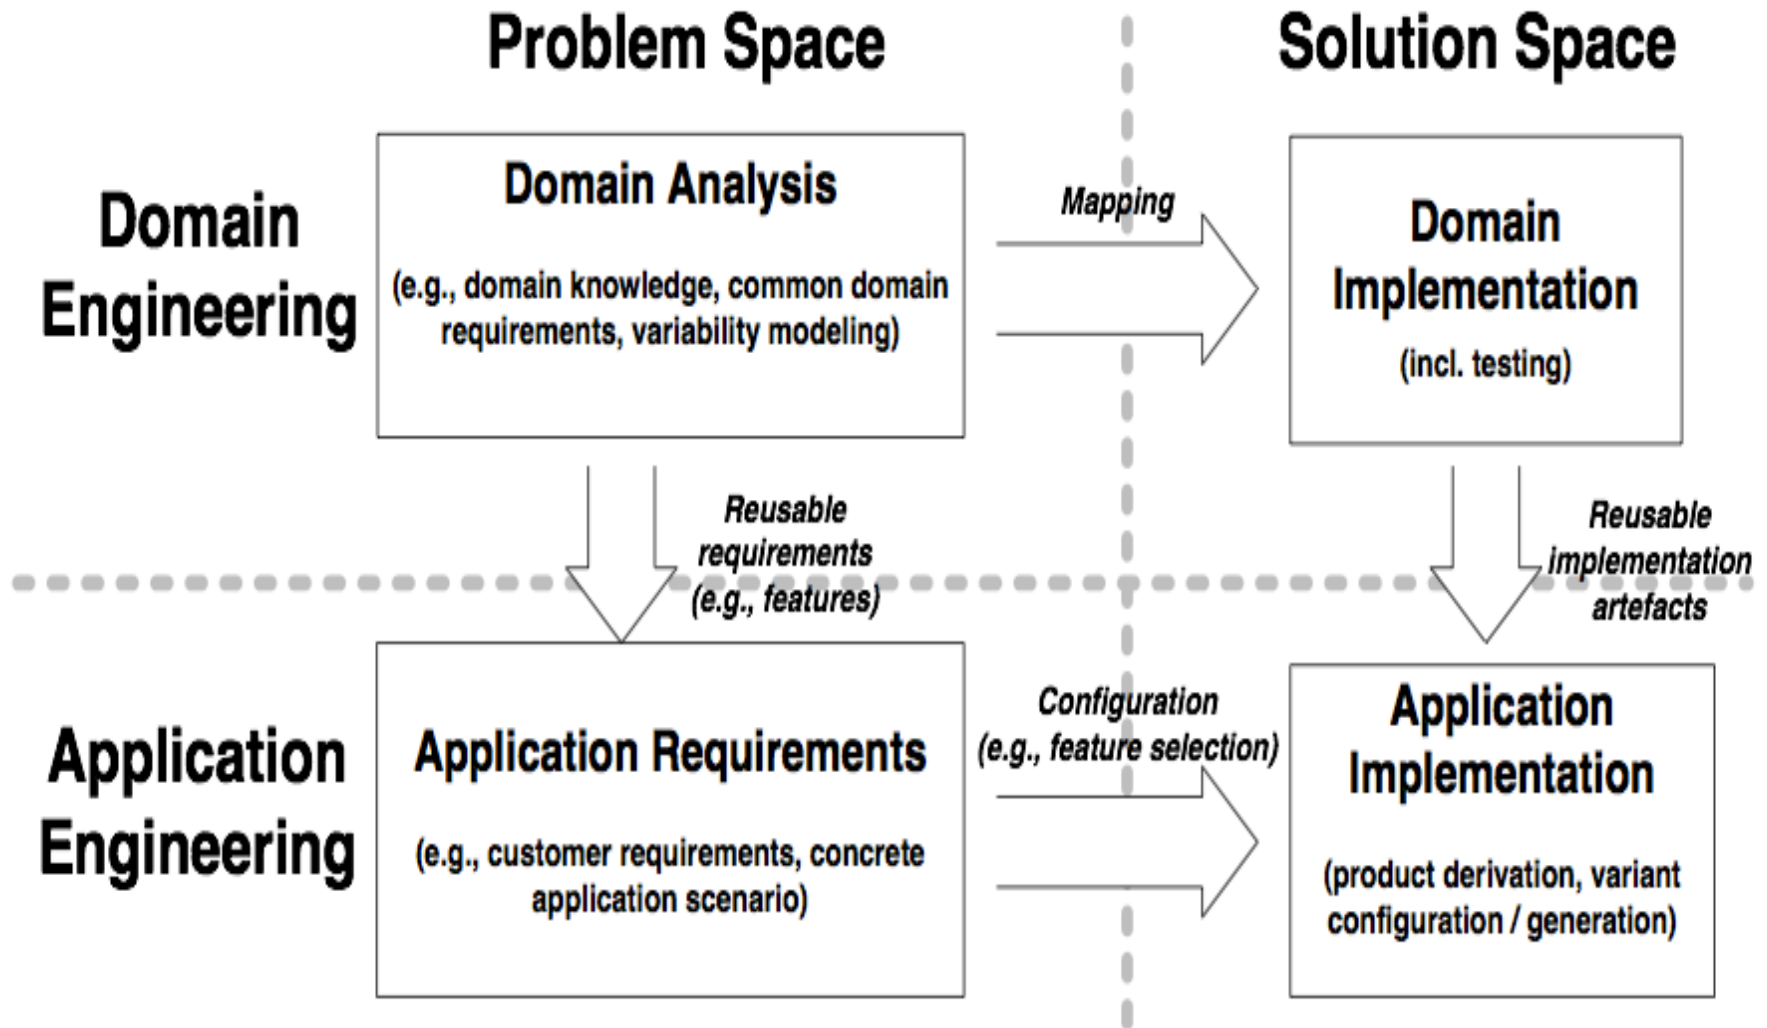 Problem Space
Solution Space
Domain
Engineering
Domain Analysis
(e.g., domain knowledge, common domain
requirements, variability modeling)
Mapping
Domain
Implementation
(incl. testing)
Reusable
requirements
(e.g., features)
Reusable
implementation
artefacts
Application
Engineering
Application Requirements
(e.g., customer requirements, concrete
application scenario)
Configuration
(e.g., feature selection)
Application
Implementation
(product derivation, variant
configuration / generation)